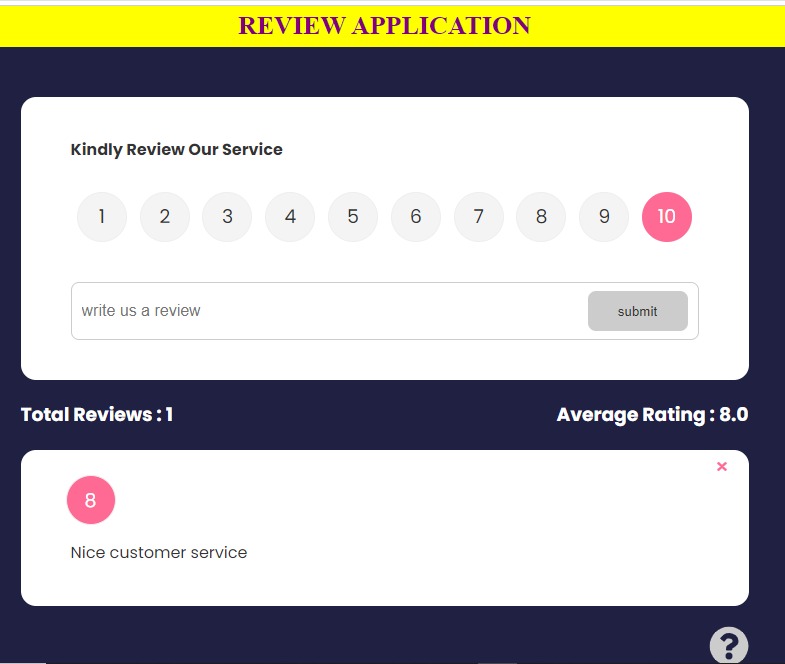 REVIEW APPLICATION
Kindly Review Our Service
1 2 3 4 5 6 7 8 9 10
write us a review submit
Total Reviews : 1 Average Rating : 8.0
×
8
Nice customer service
?